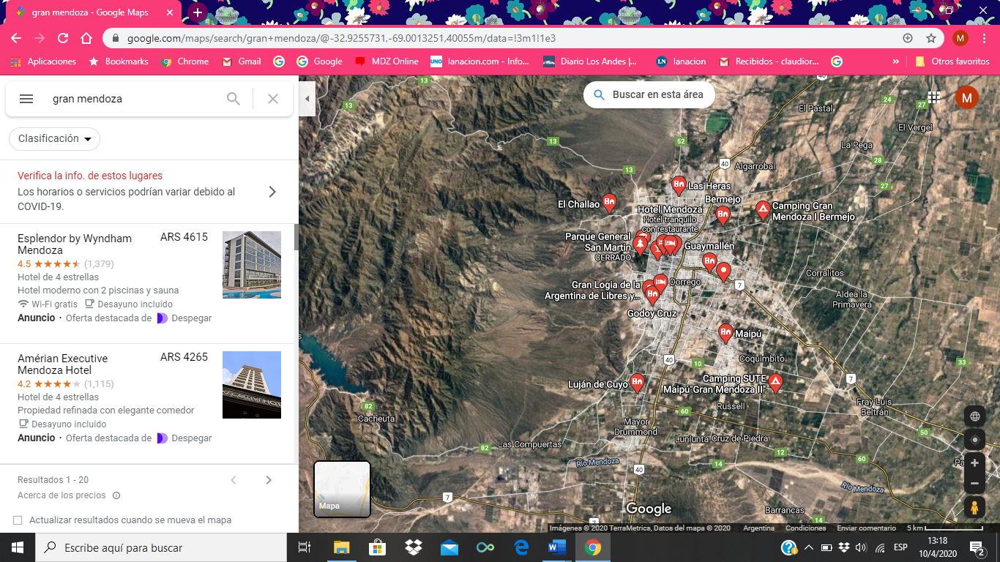 gran mendoza - Google Maps
google.com/maps/search/gran+mendoza/@-32.9255731,-69.0013251,40055m/data=!3m1!1e3
M
Aplicaciones
Bookmarks
Chrome
Gmail
Google
MDZ Online
UNO
lanacion.com - Info...
Diario Los Andes |...
LN
lanacion
Recibidos - claudior...
»
Otros favoritos
gran mendoza
Clasificación
Verifica la info. de estos lugares
Los horarios o servicios podrían variar debido al
COVID-19.
Esplendor by Wyndham
Mendoza
ARS 4615
4.5 ★★★★★ (1,379)
Hotel de 4 estrellas
Hotel moderno con 2 piscinas y sauna
Wi-Fi gratis Desayuno incluido
Anuncio · Oferta destacada de Despegar
Amérian Executive
Mendoza Hotel
ARS 4265
4.2 ★★★★★ (1,115)
Hotel de 4 estrellas
Propiedad refinada con elegante comedor
Desayuno incluido
Anuncio · Oferta destacada de Despegar
Resultados 1 - 20
Acerca de los precios
Actualizar resultados cuando se mueva el mapa
Buscar en esta área
M
40
13
13
24
27
El Pastal
El Vergel
13
52
La Pega
28
40
Algarrobal
13
27
Las Heras
Bermejo
El Challao
Camping Gran
Mendoza I Bermejo
Hotel Mendoza
Hotel tranquilo
con restaurante
Parque General
San Martin
CERRADO
Guaymallén
Corralitos
Gran Logia de la
Argentina de Libres y...
Dorrego
7
Aldea la
Primavera
Godoy Cruz
Maipú
Coquimbito
40
10
33
Luján de Cuyo
Camping SUTE
Maipú"Gran Mendoza II"
7
82
Russell
Fray Luis
Beltrán
60
Cacheuta
Mayor
Drummond
50
Las Compuertas
82
Lunlunta
Cruz de Piedra
12
60
Río Mendoza
14
40
Río Mendoza
7
Barrancas
14
7
60
Mapa
Google
Imágenes © 2020 TerraMetrics, Datos del mapa © 2020
Argentina
Condiciones
Enviar comentario
5 km
Escribe aquí para buscar
ESP
13:18
10/4/2020
2